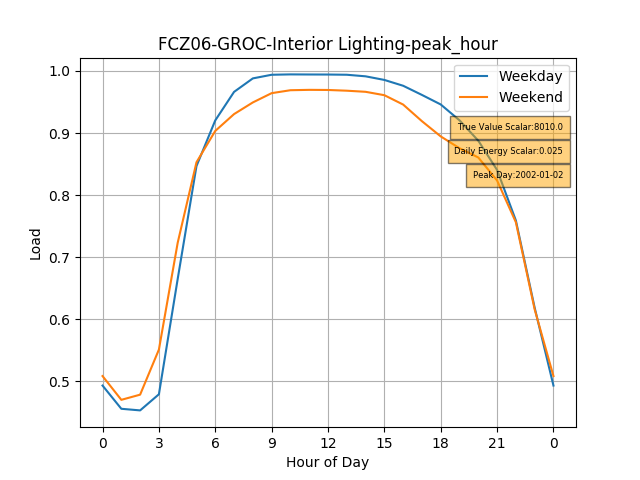 FCZ06-GROC-Interior Lighting-peak_hour
Load
1.0
0.9
0.8
0.7
0.6
0.5
Weekday
Weekend
True Value Scalar:8010.0
Daily Energy Scalar:0.025
Peak Day:2002-01-02
0 3 6 9 12 15 18 21 0
Hour of Day